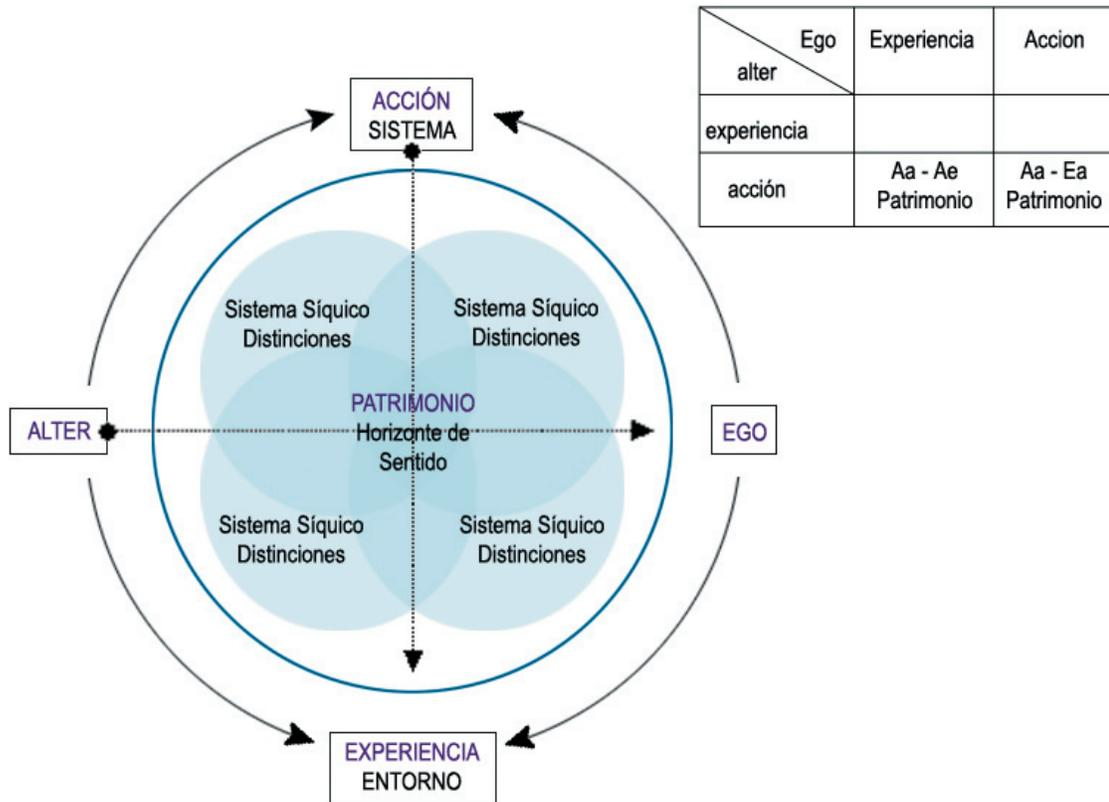 Ego
Experiencia
Accion
alter
experiencia
acción
Aa - Ae
Patrimonio
Aa - Ea
Patrimonio
ACCIÓN
SISTEMA
Sistema Síquico
Distinciones
Sistema Síquico
Distinciones
ALTER
PATRIMONIO
Horizonte de
Sentido
EGO
Sistema Síquico
Distinciones
Sistema Síquico
Distinciones
EXPERIENCIA
ENTORNO